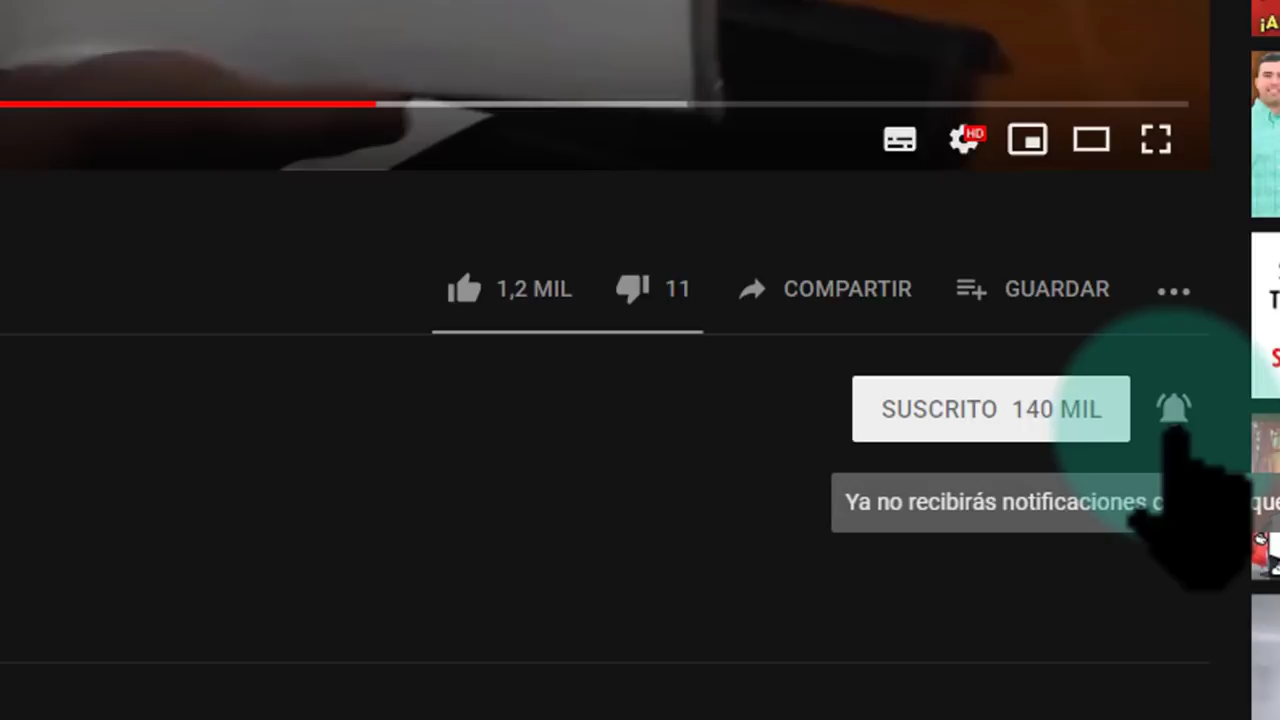 ¡A
HD
1,2 MIL 11 COMPARTIR GUARDAR
SUSCRITO 140 MIL
Ya no recibirás notificaciones